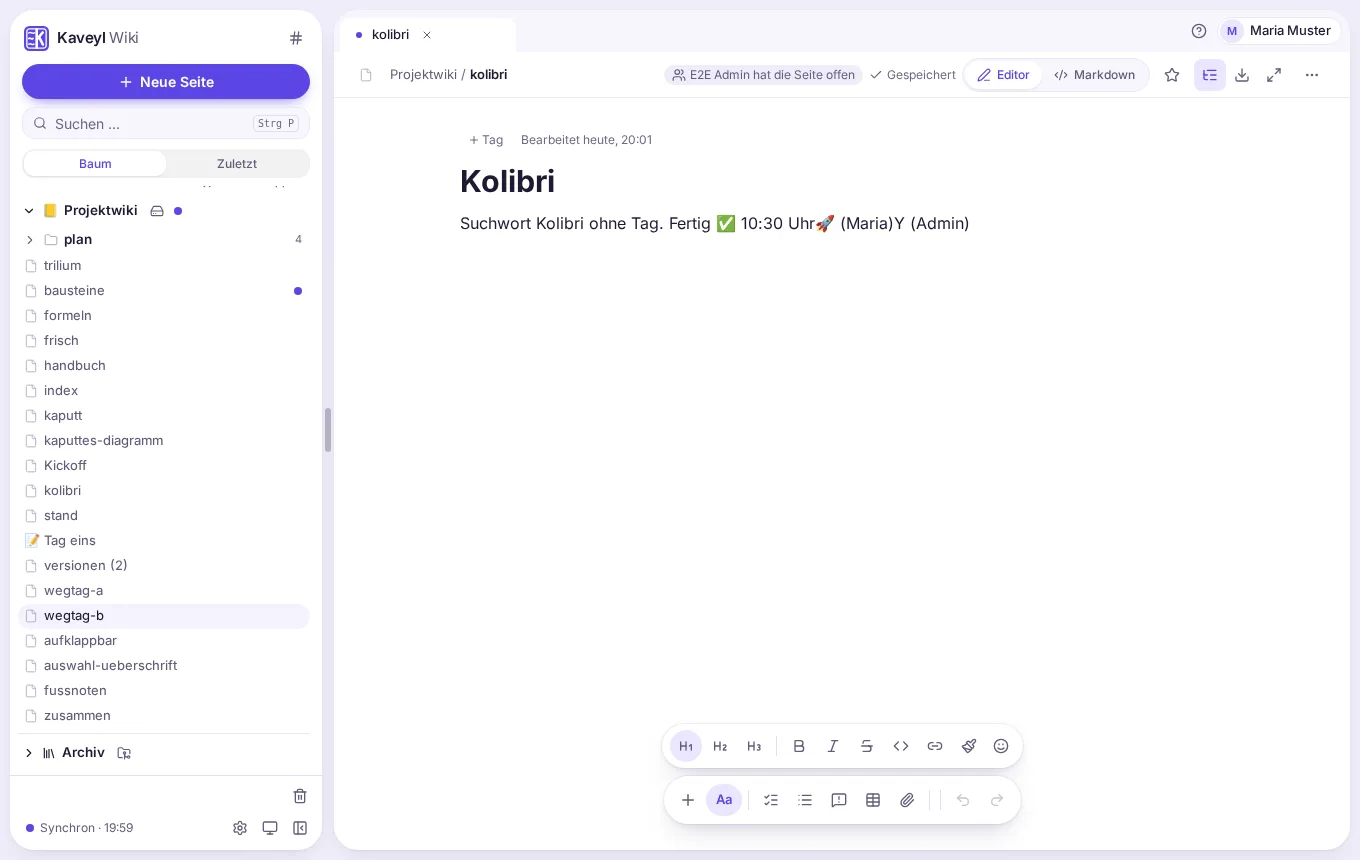 Kaveyl Wiki
Neue Seite
Suchen ...
Strg P
Baum
Zuletzt
Projektwiki
plan
4
trilium
bausteine
formeln
frisch
handbuch
index
kaputt
kaputtes-diagramm
Kickoff
kolibri
stand
Tag eins
versionen (2)
wegtag-a
wegtag-b
aufklappbar
auswahl-ueberschrift
fussnoten
zusammen
Archiv
Synchron · 19:59
kolibri
M
Maria Muster
Projektwiki / kolibri
E2E Admin hat die Seite offen
Gespeichert
Editor
Markdown
+ Tag
Bearbeitet heute, 20:01
Kolibri
Suchwort Kolibri ohne Tag. Fertig ✅ 10:30 Uhr🚀 (Maria)Y (Admin)
H1 H2 H3
Aa